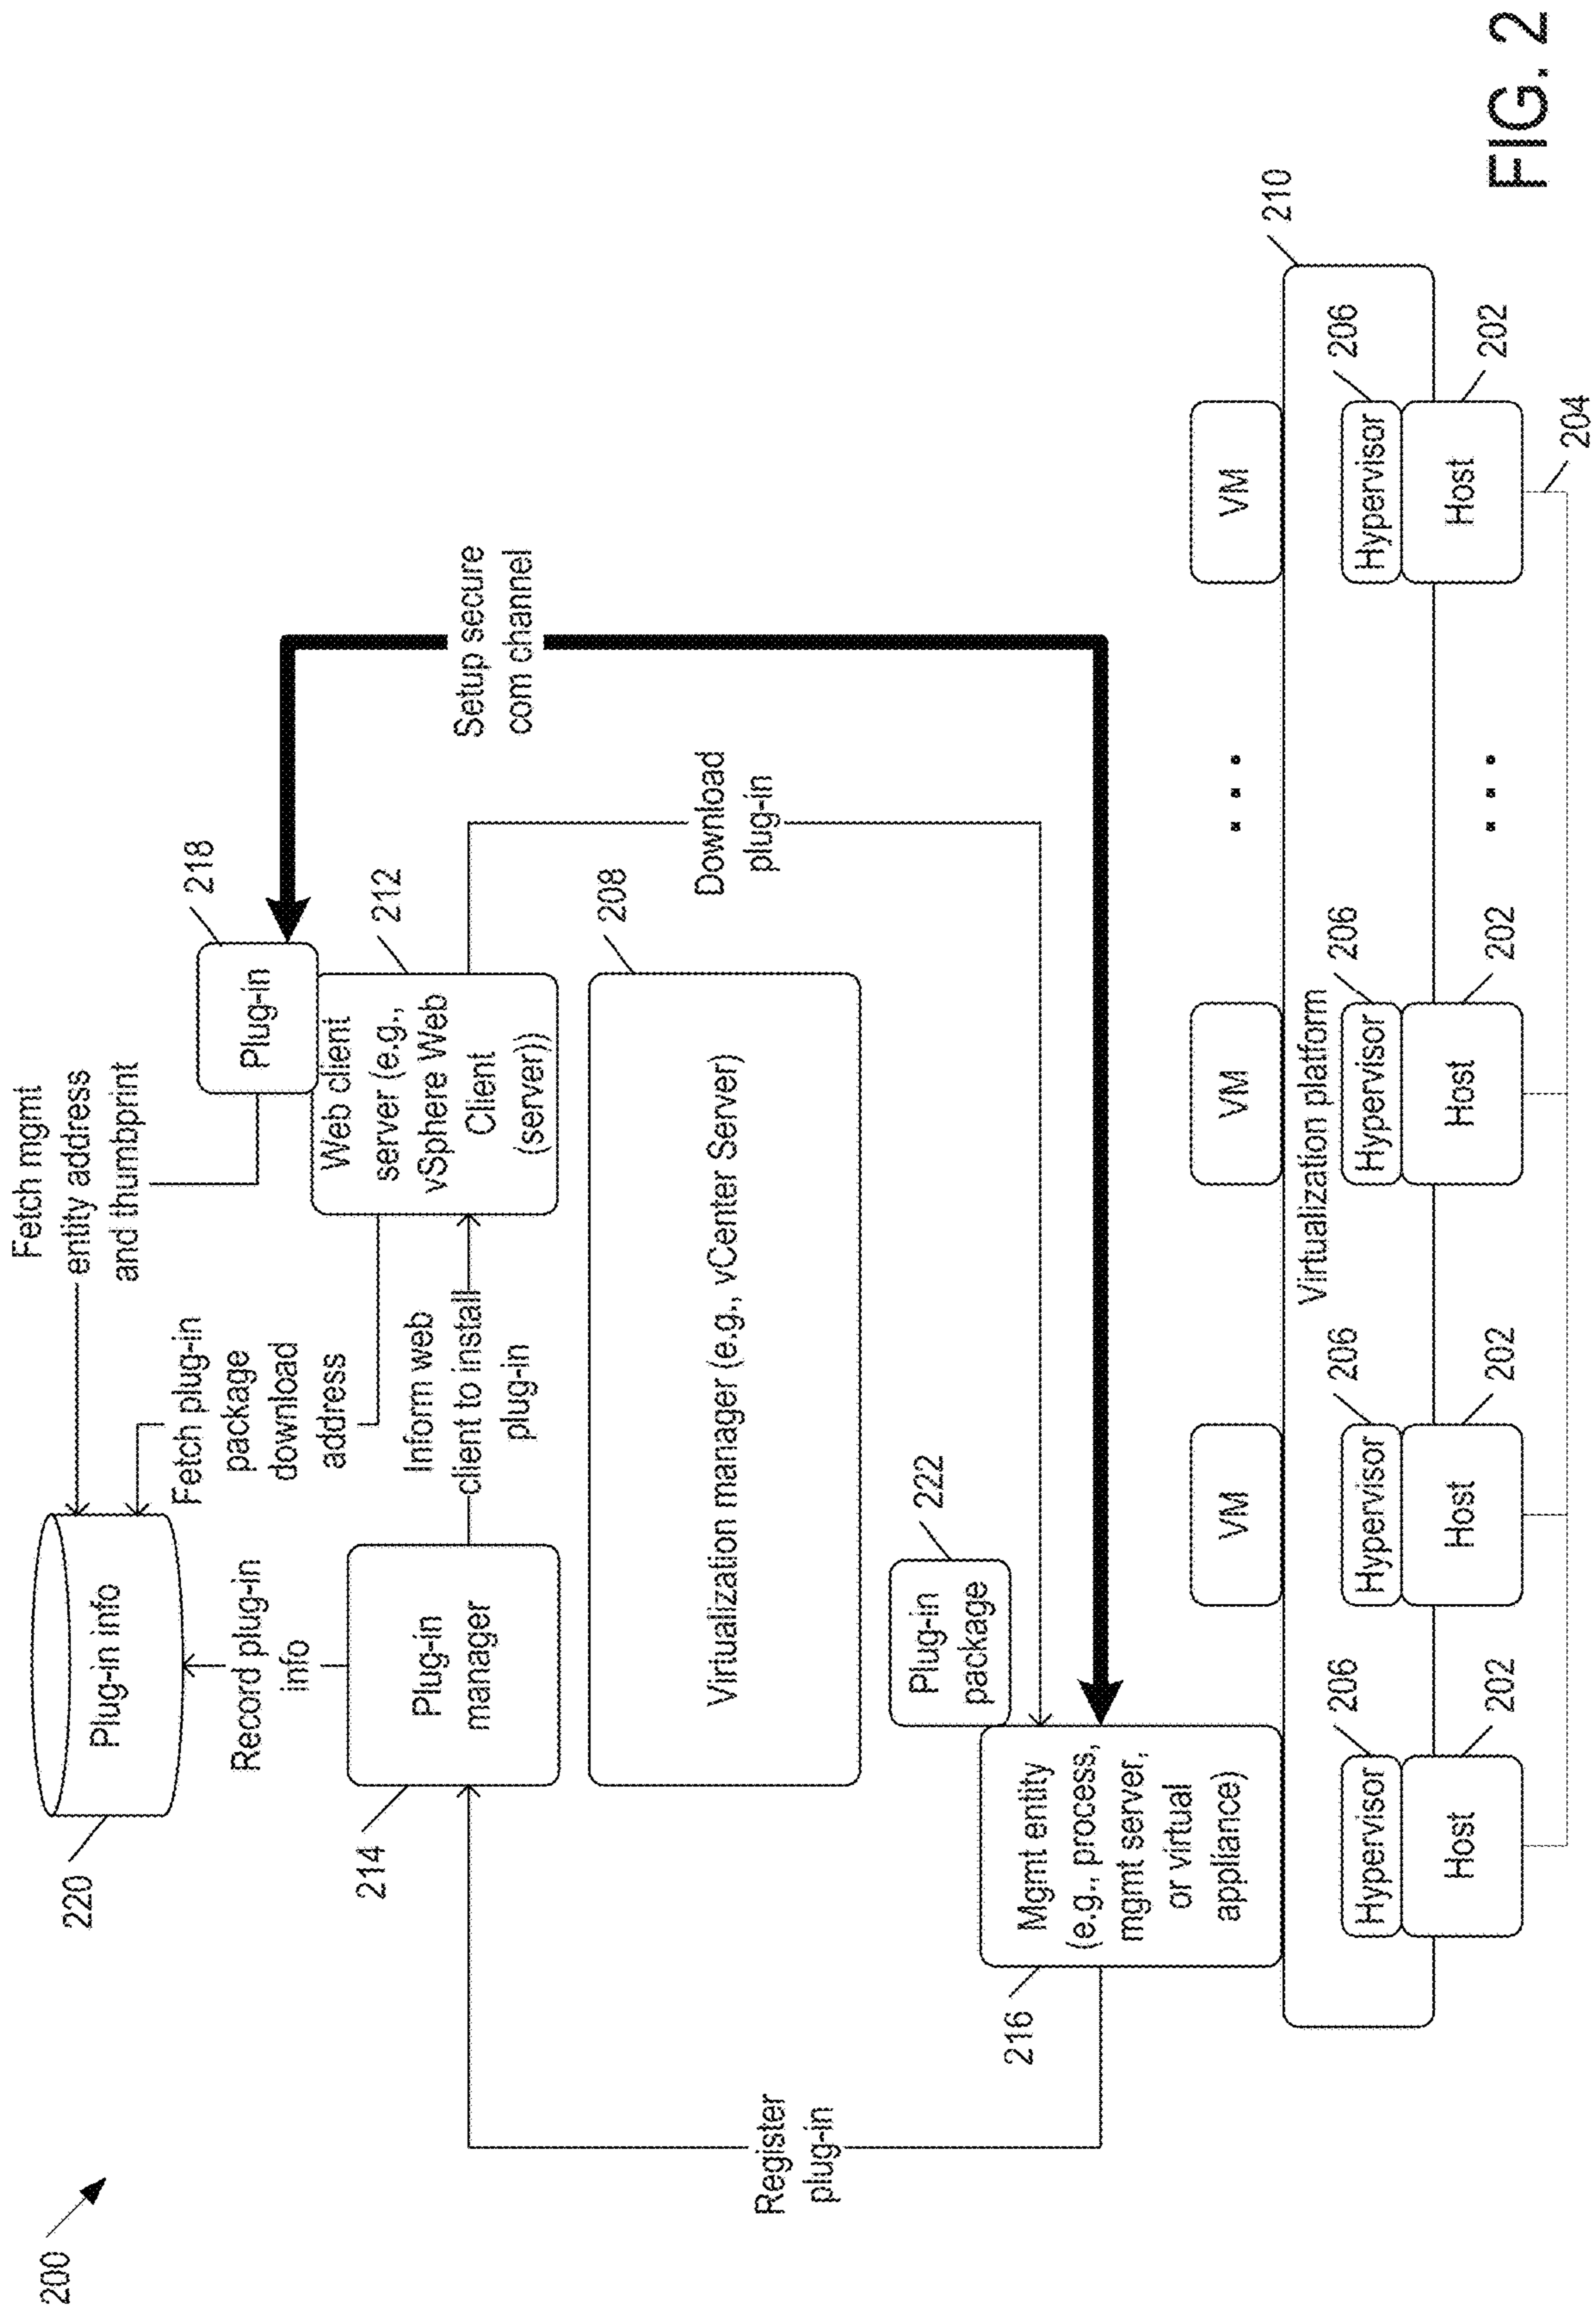 200
220
Plug-in info
Fetch mgmt
entity address
and thumbprint
Record plug-in
info
Fetch plug-in
package
download
address
Plug-in
218
214
Plug-in
manager
Inform web
client to install
plug-in
Web client
server (e.g.,
vSphere Web
Client
(server))
212
Setup secure
com channel
Virtualization manager (e.g., vCenter Server)
208
Download
plug-in
Register
plug-in
Plug-in
package
222
216
Mgmt entity
(e.g., process,
mgmt server,
or virtual
appliance)
VM
VM
...
VM
210
Virtualization platform
Hypervisor
206
Hypervisor
206
Hypervisor
206
Hypervisor
206
Host
202
Host
202
Host
202
...
Host
202
204
FIG. 2